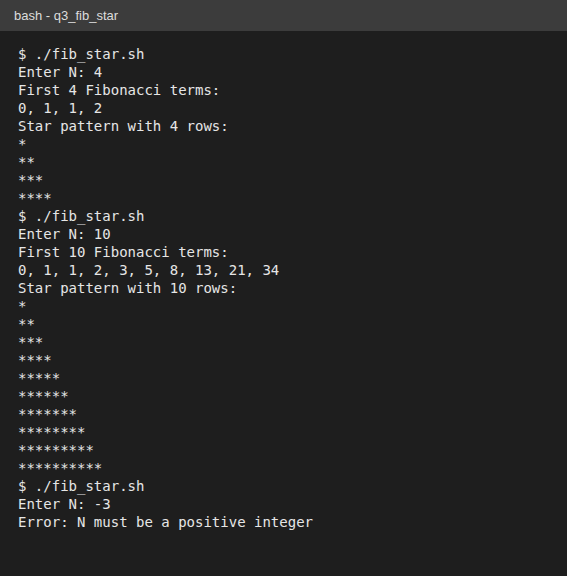 bash - q3_fib_star
$ ./fib_star.sh
Enter N: 4
First 4 Fibonacci terms:
0, 1, 1, 2
Star pattern with 4 rows:
*
**
***
****
$ ./fib_star.sh
Enter N: 10
First 10 Fibonacci terms:
0, 1, 1, 2, 3, 5, 8, 13, 21, 34
Star pattern with 10 rows:
*
**
***
****
*****
******
*******
********
*********
**********
$ ./fib_star.sh
Enter N: -3
Error: N must be a positive integer